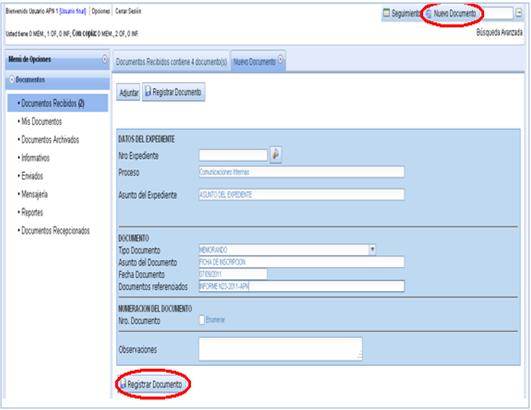 Bienvenido Usuario APN 1 [Usuario final] | Opciones | Cerrar Sesión
Seguimiento Nuevo Documento
Usted tiene 0 MEM, 1 OF, 0 INF, Con copia: 0 MEM, 2 OF, 0 INF.
Búsqueda Avanzada
Menú de Opciones
Documentos Recibidos contiene 4 documento(s) Nuevo Documento
Documentos
Documentos Recibidos (2)
Mis Documentos
Documentos Archivados
Informativos
Enviados
Mensajería
Reportes
Documentos Recepcionados
Adjuntar Registrar Documento
DATOS DEL EXPEDIENTE
Nro Expediente
Proceso Comunicaciones Internas
Asunto del Expediente ASUNTO DEL EXPEDIENTE
DOCUMENTO
Tipo Documento MEMORANDO
Asunto del Documento FICHA DE INSCRIPCION
Fecha Documento 07/09/2011
Documentos referenciados INFORME N23-2011-APN
NUMERACION DEL DOCUMENTO
Nro. Documento Enumerar
Observaciones
Registrar Documento